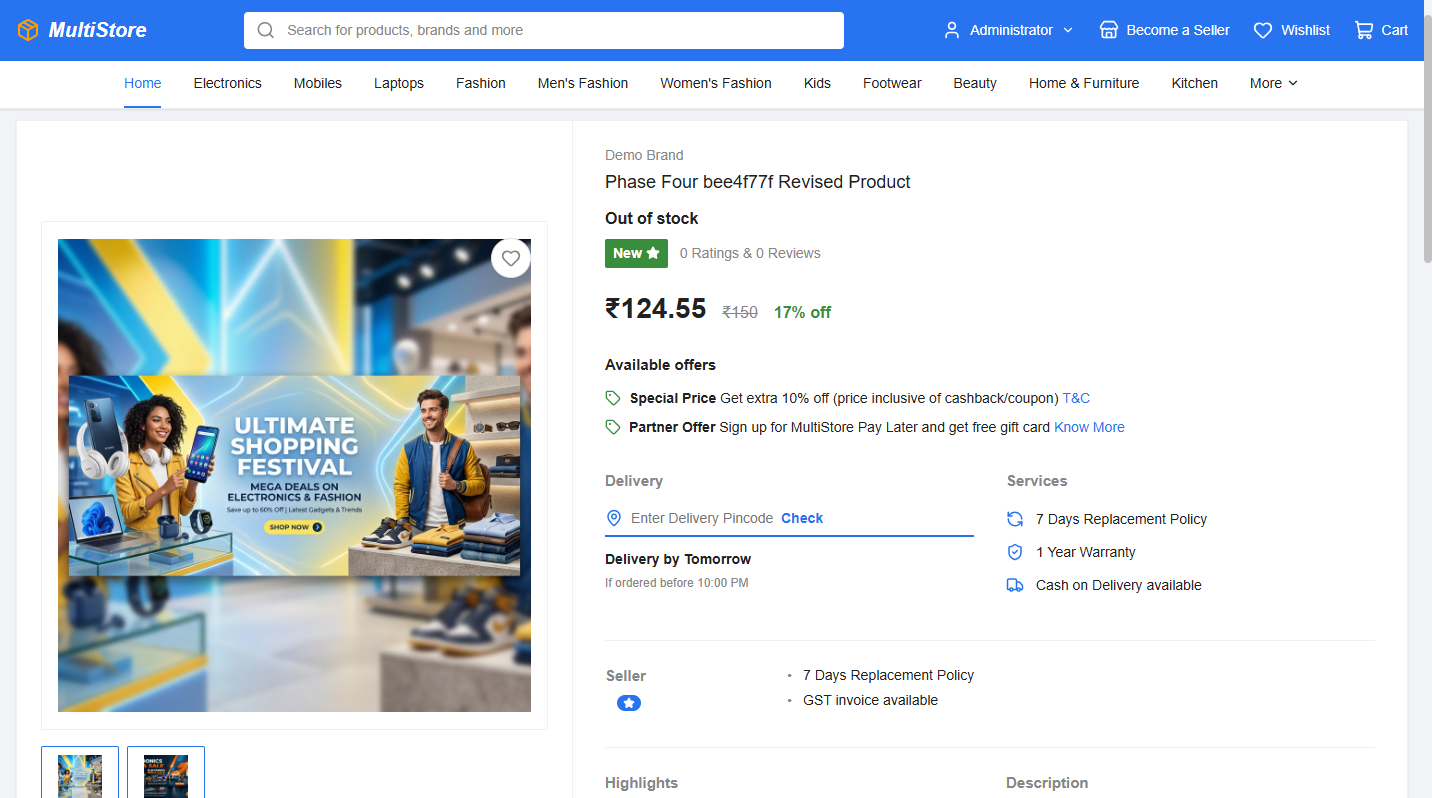 MultiStore
Search for products, brands and more
Administrator
Become a Seller
Wishlist
Cart
Home
Electronics
Mobiles
Laptops
Fashion
Men's Fashion
Women's Fashion
Kids
Footwear
Beauty
Home & Furniture
Kitchen
More
ULTIMATE
SHOPPING
FESTIVAL
MEGA DEALS ON
ELECTRONICS & FASHION
Save up to 60% Off | Latest Gadgets & Trends
SHOP NOW
Demo Brand
Phase Four bee4f77f Revised Product
Out of stock
New
0 Ratings & 0 Reviews
₹124.55 ₹150 17% off
Available offers
Special Price Get extra 10% off (price inclusive of cashback/coupon) T&C
Partner Offer Sign up for MultiStore Pay Later and get free gift card Know More
Delivery
Enter Delivery Pincode Check
Delivery by Tomorrow
If ordered before 10:00 PM
Services
7 Days Replacement Policy
1 Year Warranty
Cash on Delivery available
Seller
• 7 Days Replacement Policy
• GST invoice available
Highlights
Description